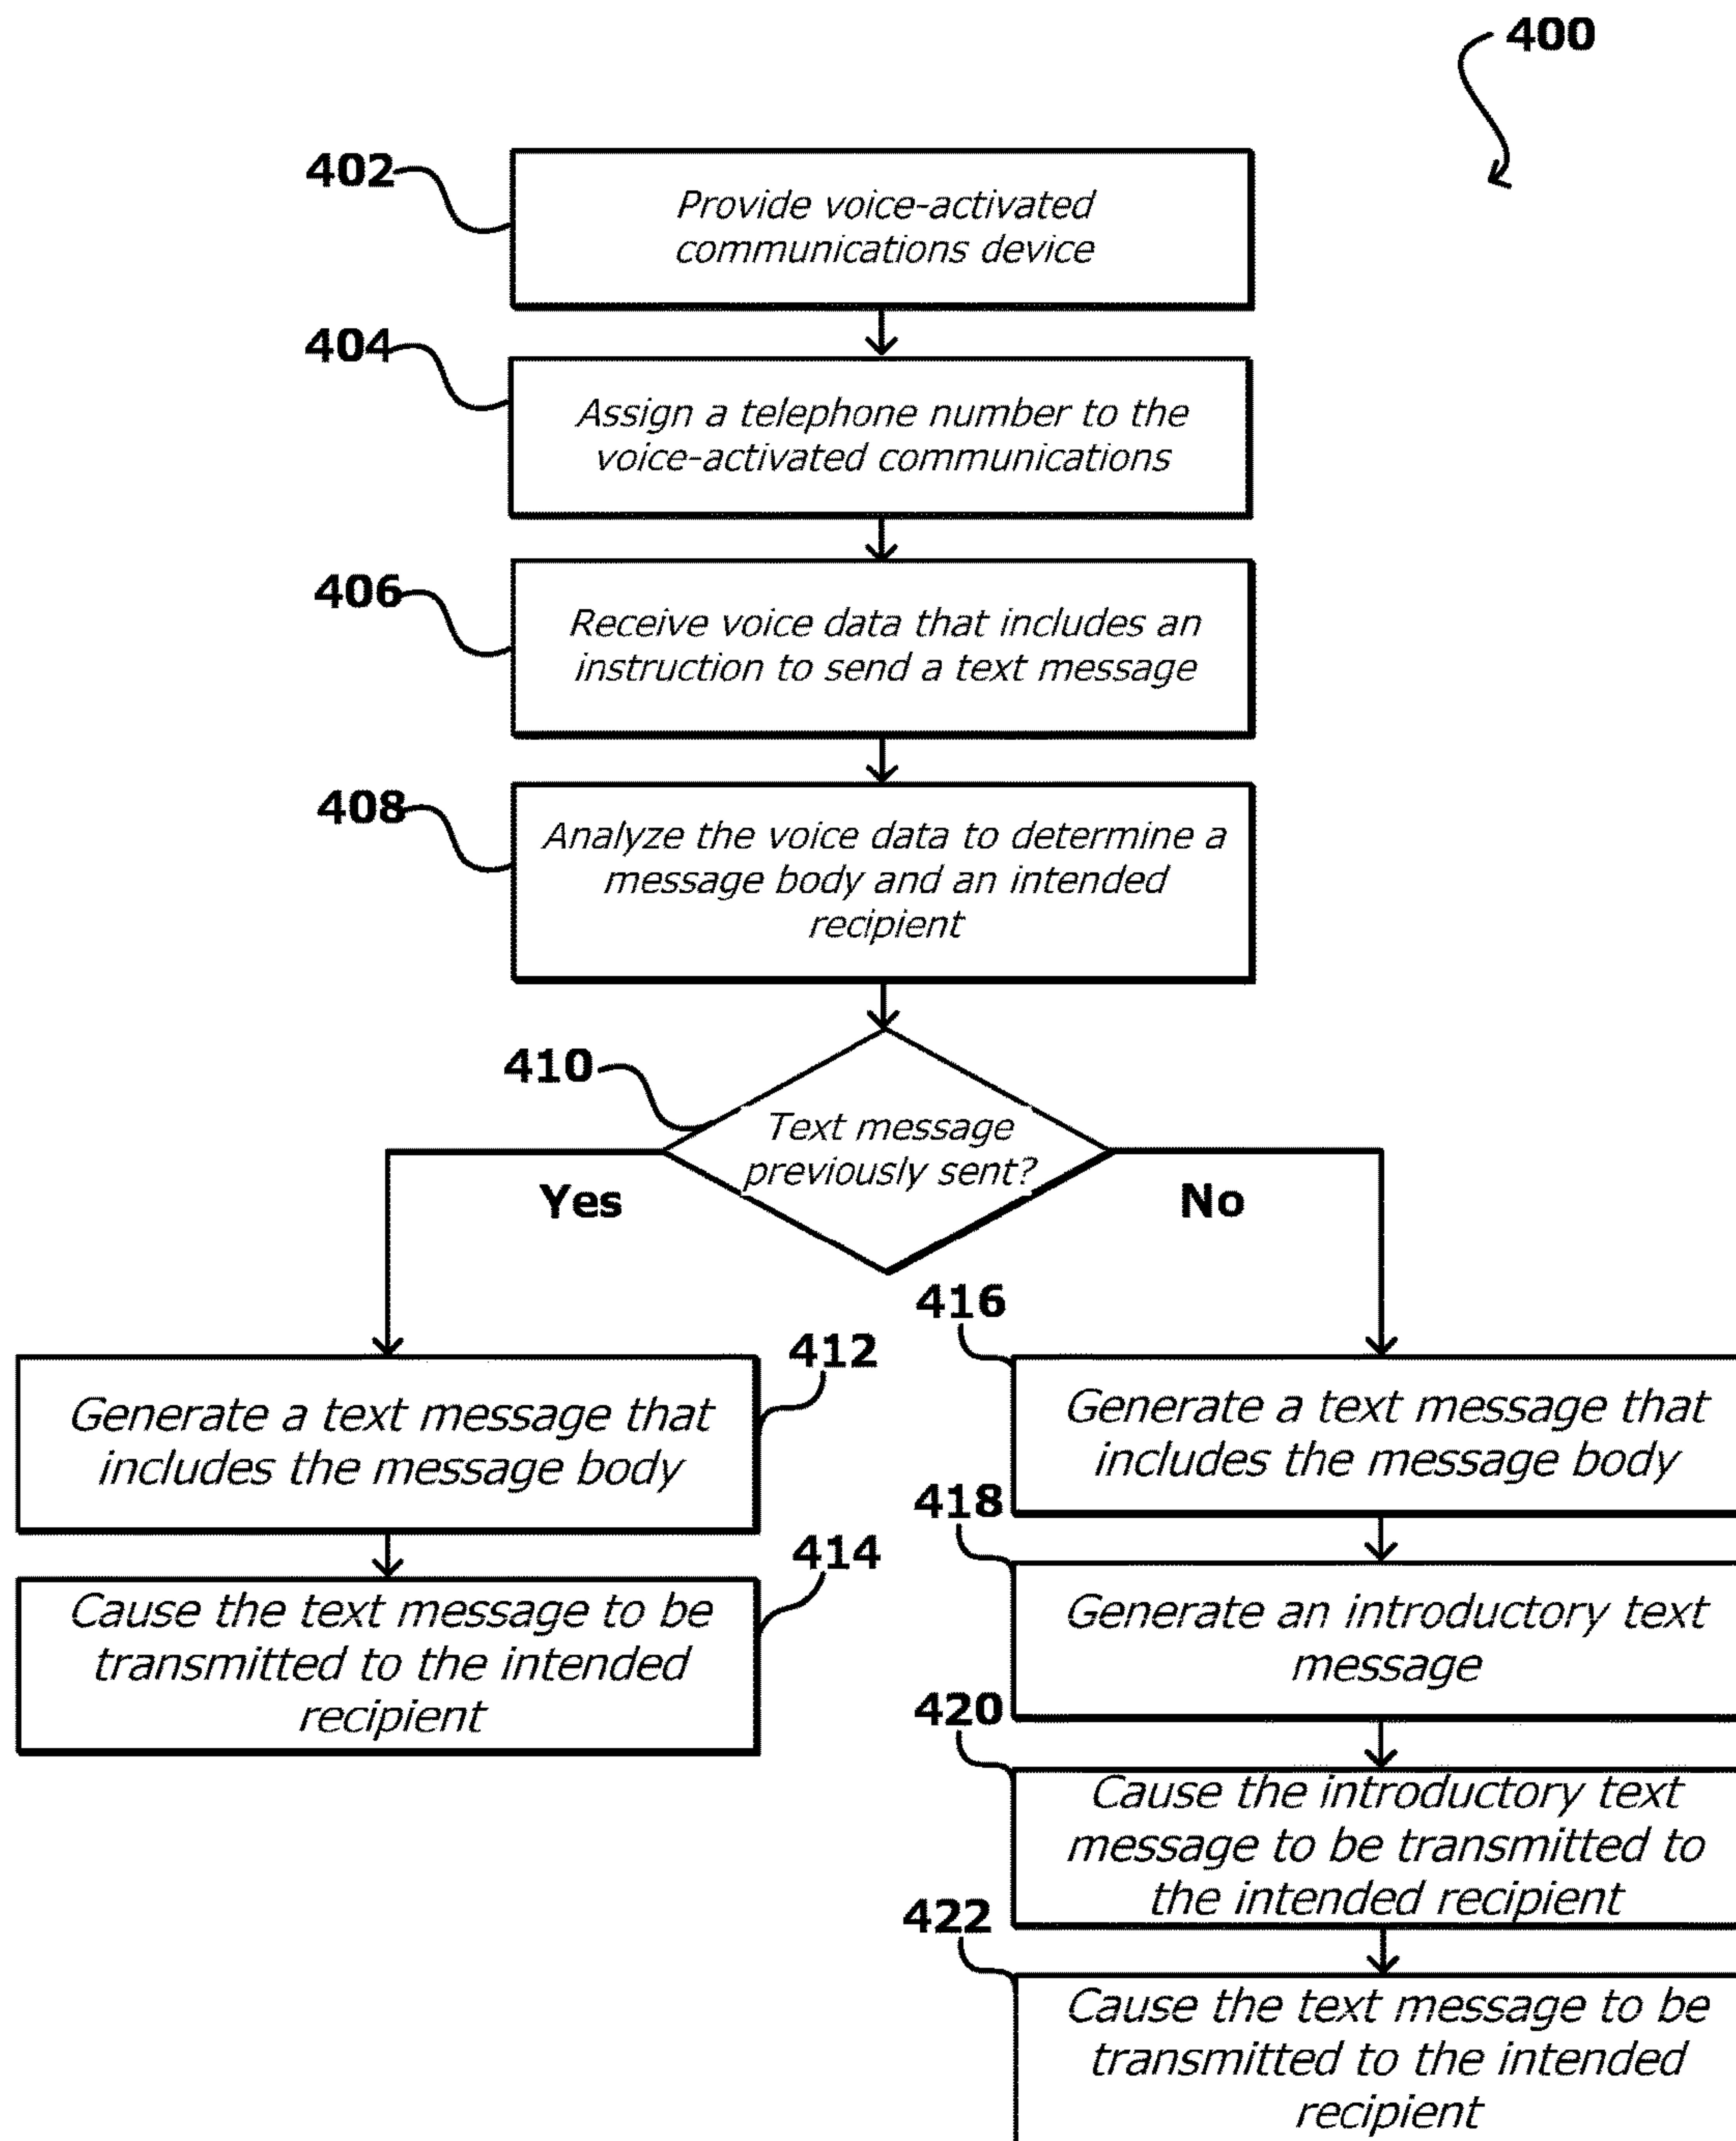 400
402
Provide voice-activated
communications device
404
Assign a telephone number to the
voice-activated communications
406
Receive voice data that includes an
instruction to send a text message
408
Analyze the voice data to determine a
message body and an intended
recipient
410
Text message
previously sent?
Yes
No
412
Generate a text message that
includes the message body
414
Cause the text message to be
transmitted to the intended
recipient
416
Generate a text message that
includes the message body
418
Generate an introductory text
message
420
Cause the introductory text
message to be transmitted to
the intended recipient
422
Cause the text message to be
transmitted to the intended
recipient